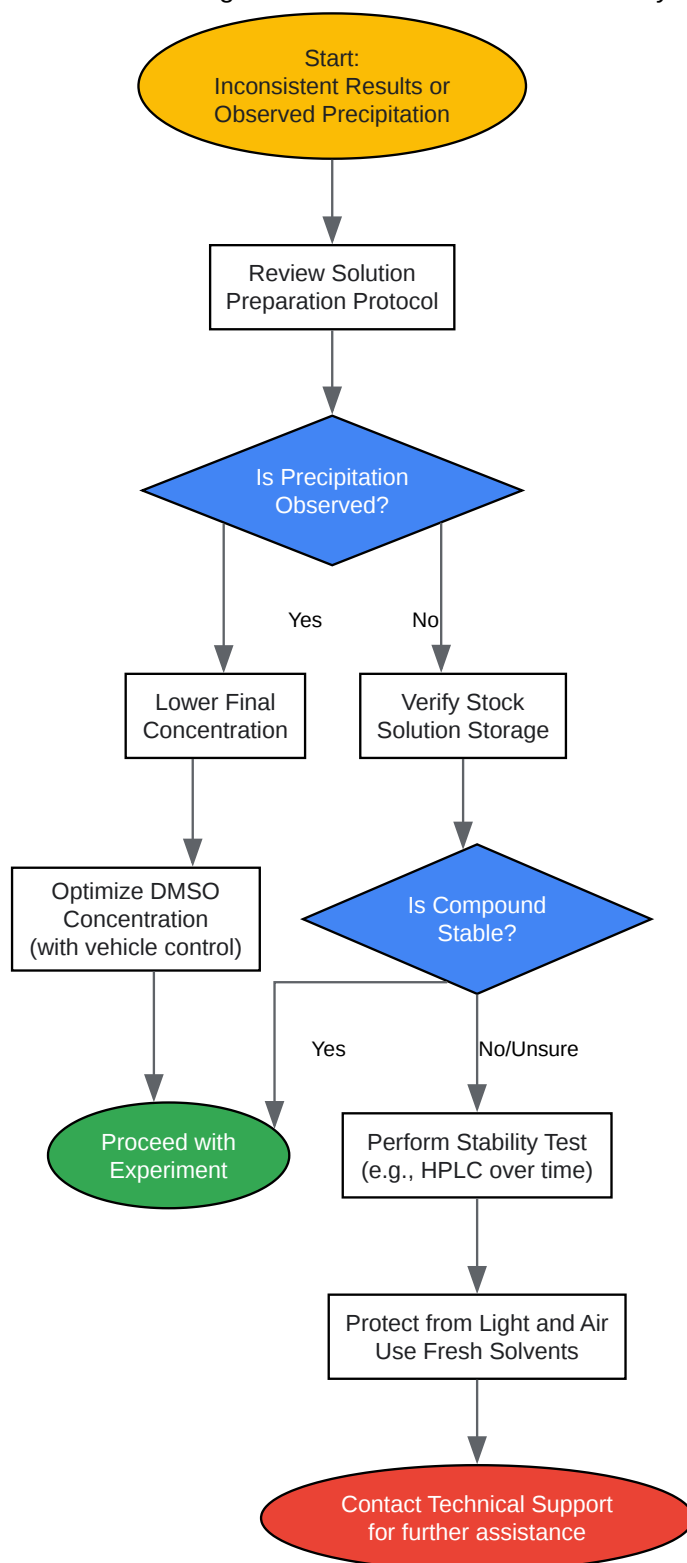 Start:
Inconsistent Results or
Observed Precipitation
Review Solution
Preparation Protocol
Is Precipitation
Observed?
Yes
No
Lower Final
Concentration
Verify Stock
Solution Storage
Optimize DMSO
Concentration
(with vehicle control)
Is Compound
Stable?
Yes
No/Unsure
Proceed with
Experiment
Perform Stability Test
(e.g., HPLC over time)
Protect from Light and Air
Use Fresh Solvents
Contact Technical Support
for further assistance